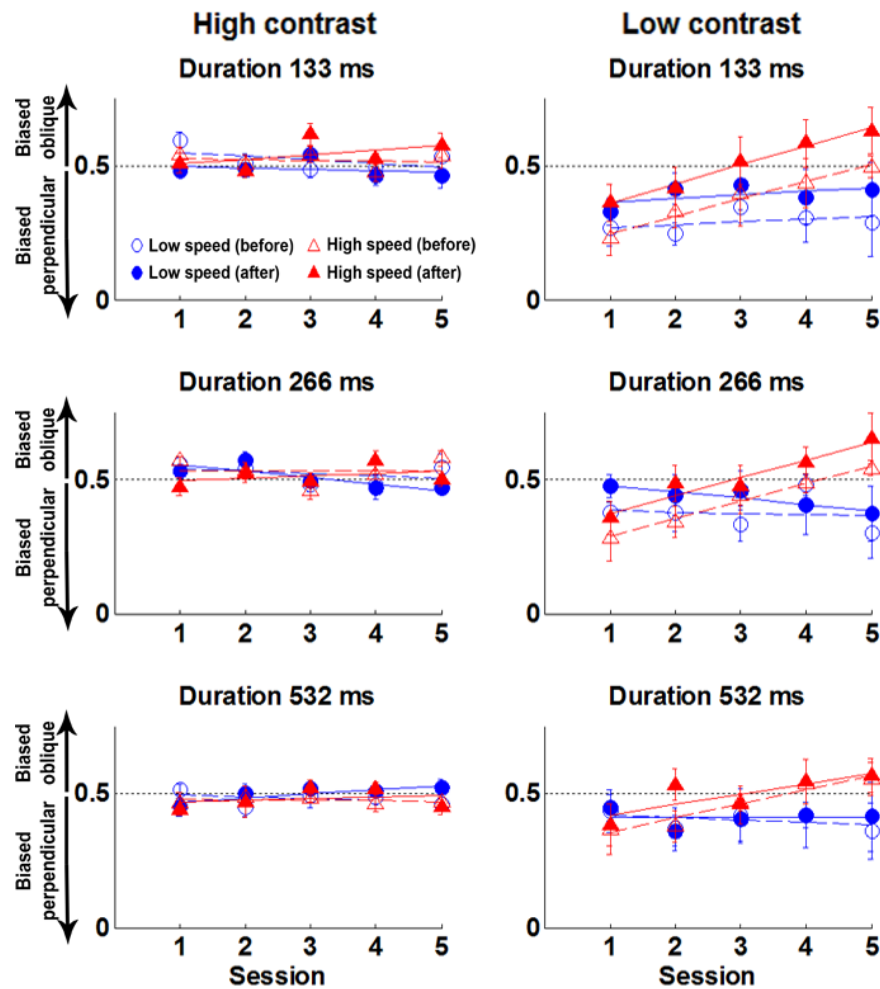 High contrast
Low contrast
Duration 133 ms
Duration 133 ms
Biased oblique
Biased perpendicular
0.5
0
Low speed (before)
High speed (before)
Low speed (after)
High speed (after)
1 2 3 4 5
0.5
0
1 2 3 4 5
Duration 266 ms
Duration 266 ms
Biased oblique
Biased perpendicular
0.5
0
1 2 3 4 5
0.5
0
1 2 3 4 5
Duration 532 ms
Duration 532 ms
Biased oblique
Biased perpendicular
0.5
0
1 2 3 4 5
Session
0.5
0
1 2 3 4 5
Session